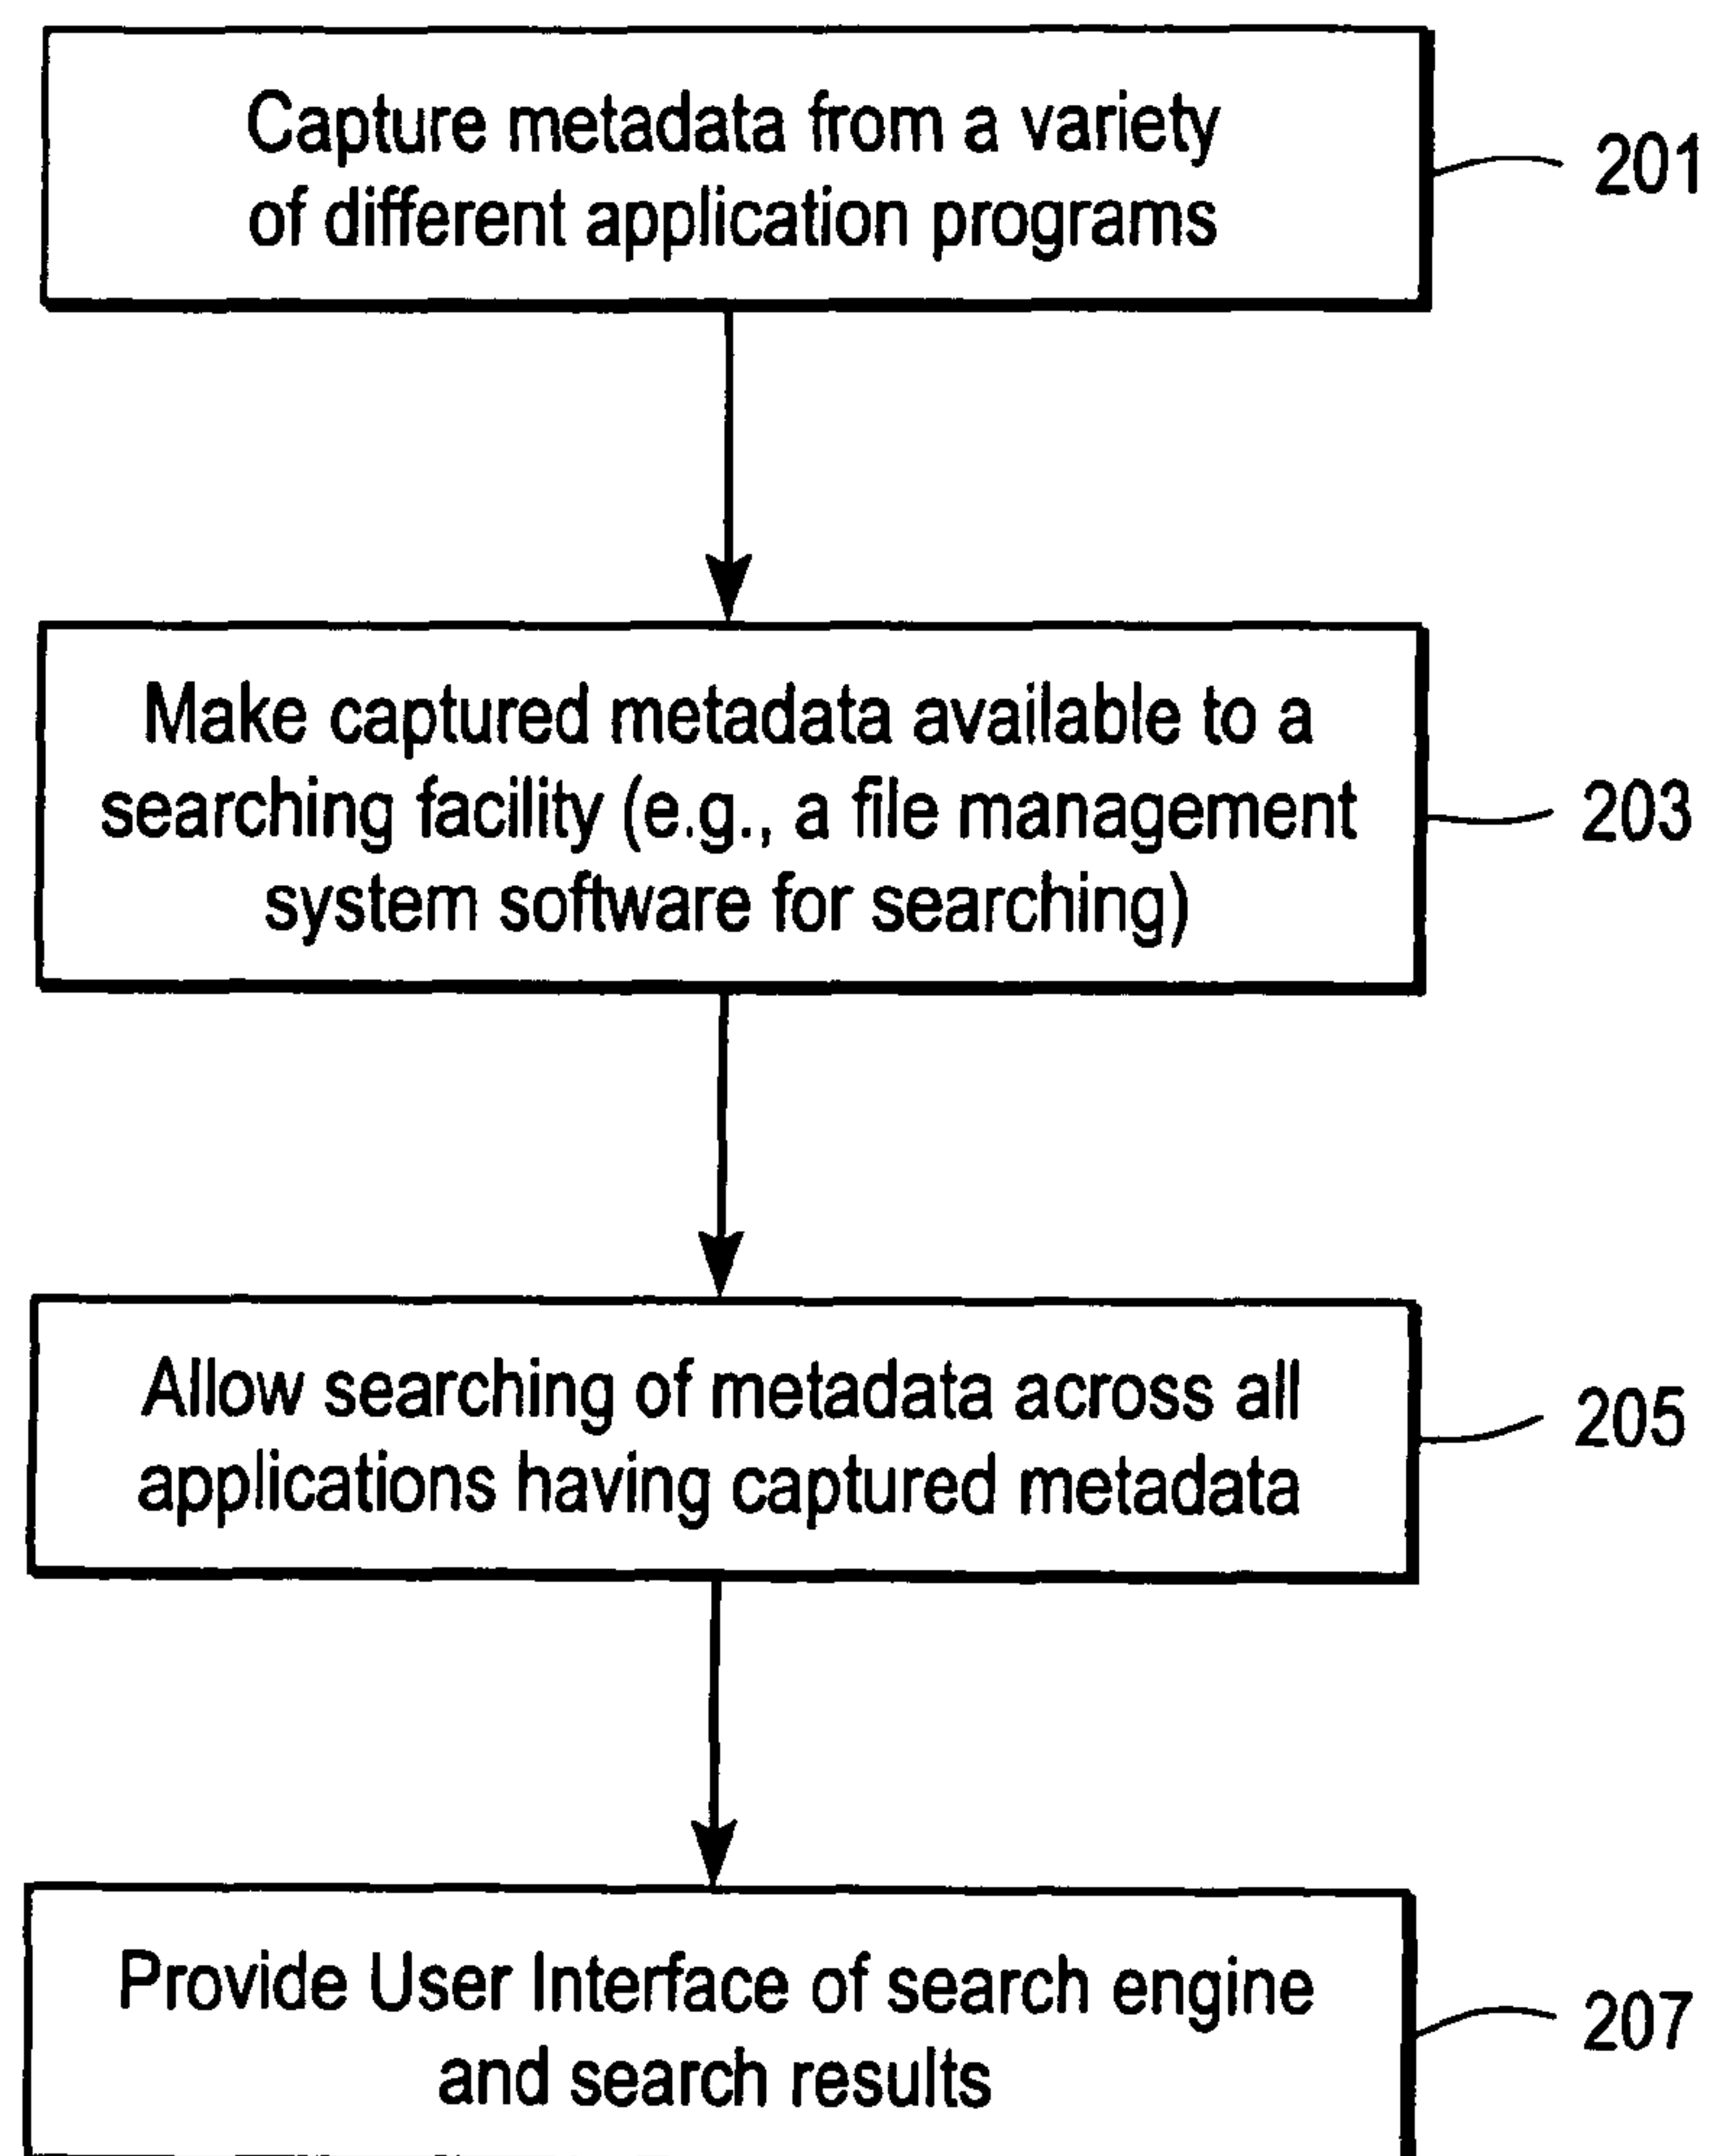 Capture metadata from a variety
of different application programs
201
Make captured metadata available to a
searching facility (e.g., a file management
system software for searching)
203
Allow searching of metadata across all
applications having captured metadata
205
Provide User Interface of search engine
and search results
207